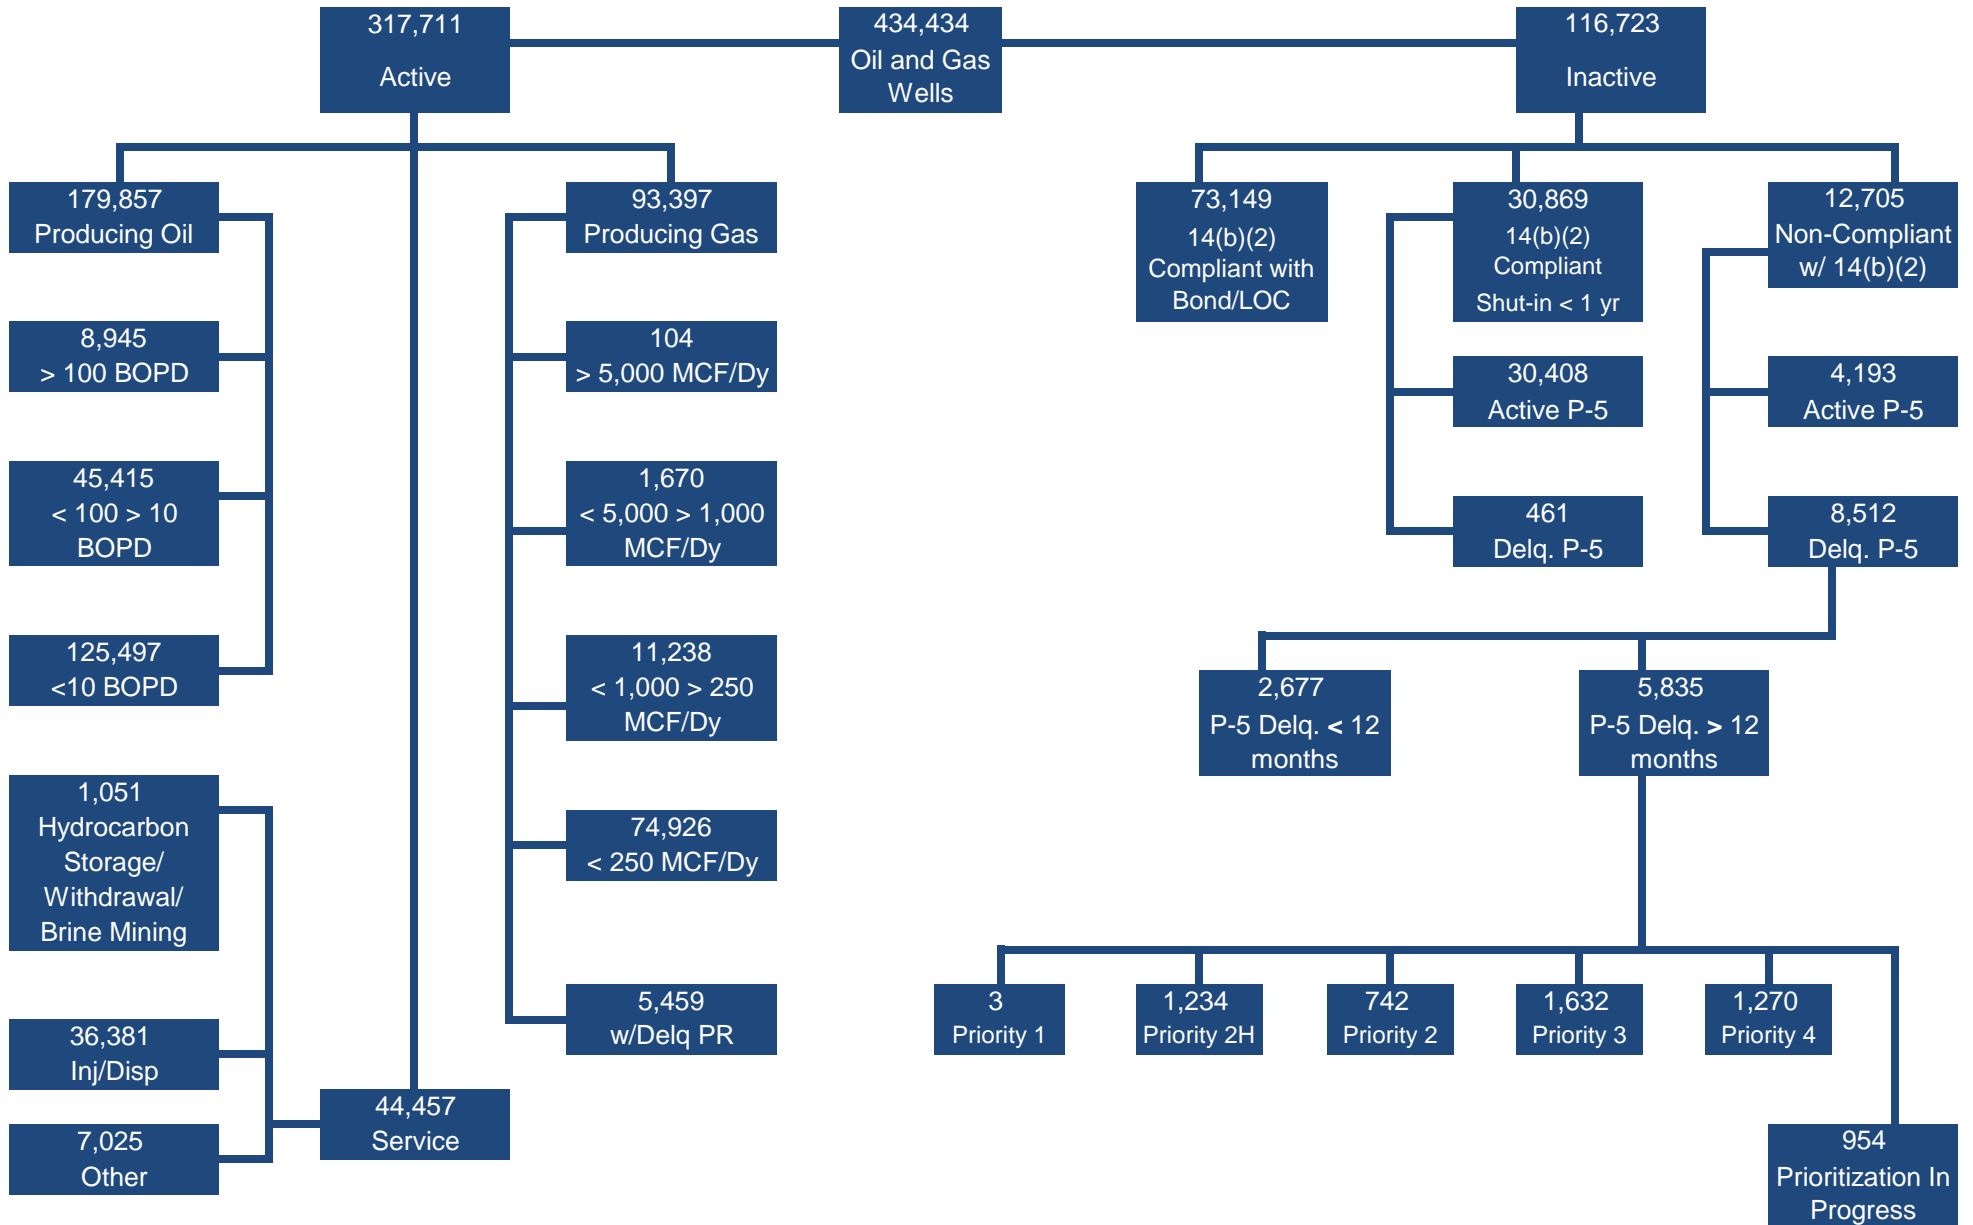 317,711
Active
434,434
Oil and Gas
Wells
116,723
Inactive
179,857
Producing Oil
8,945
> 100 BOPD
45,415
< 100 > 10
BOPD
125,497
<10 BOPD
1,051
Hydrocarbon
Storage/
Withdrawal/
Brine Mining
36,381
Inj/Disp
7,025
Other
44,457
Service
93,397
Producing Gas
104
> 5,000 MCF/Dy
1,670
< 5,000 > 1,000
MCF/Dy
11,238
< 1,000 > 250
MCF/Dy
74,926
< 250 MCF/Dy
5,459
w/Delq PR
73,149
14(b)(2)
Compliant with
Bond/LOC
30,869
14(b)(2)
Compliant
Shut-in < 1 yr
30,408
Active P-5
461
Delq. P-5
12,705
Non-Compliant
w/ 14(b)(2)
4,193
Active P-5
8,512
Delq. P-5
2,677
P-5 Delq. < 12
months
5,835
P-5 Delq. > 12
months
3
Priority 1
1,234
Priority 2H
742
Priority 2
1,632
Priority 3
1,270
Priority 4
954
Prioritization In
Progress